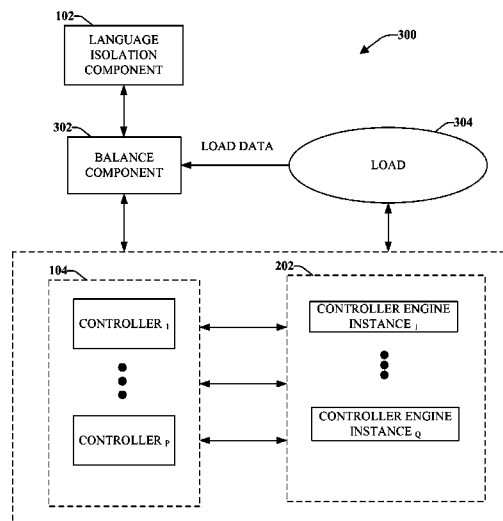 102
LANGUAGE
ISOLATION
COMPONENT
300
302
304
BALANCE
COMPONENT
LOAD DATA
LOAD
104
202
CONTROLLER 1
CONTROLLER ENGINE
INSTANCE J
CONTROLLER P
CONTROLLER ENGINE
INSTANCE Q